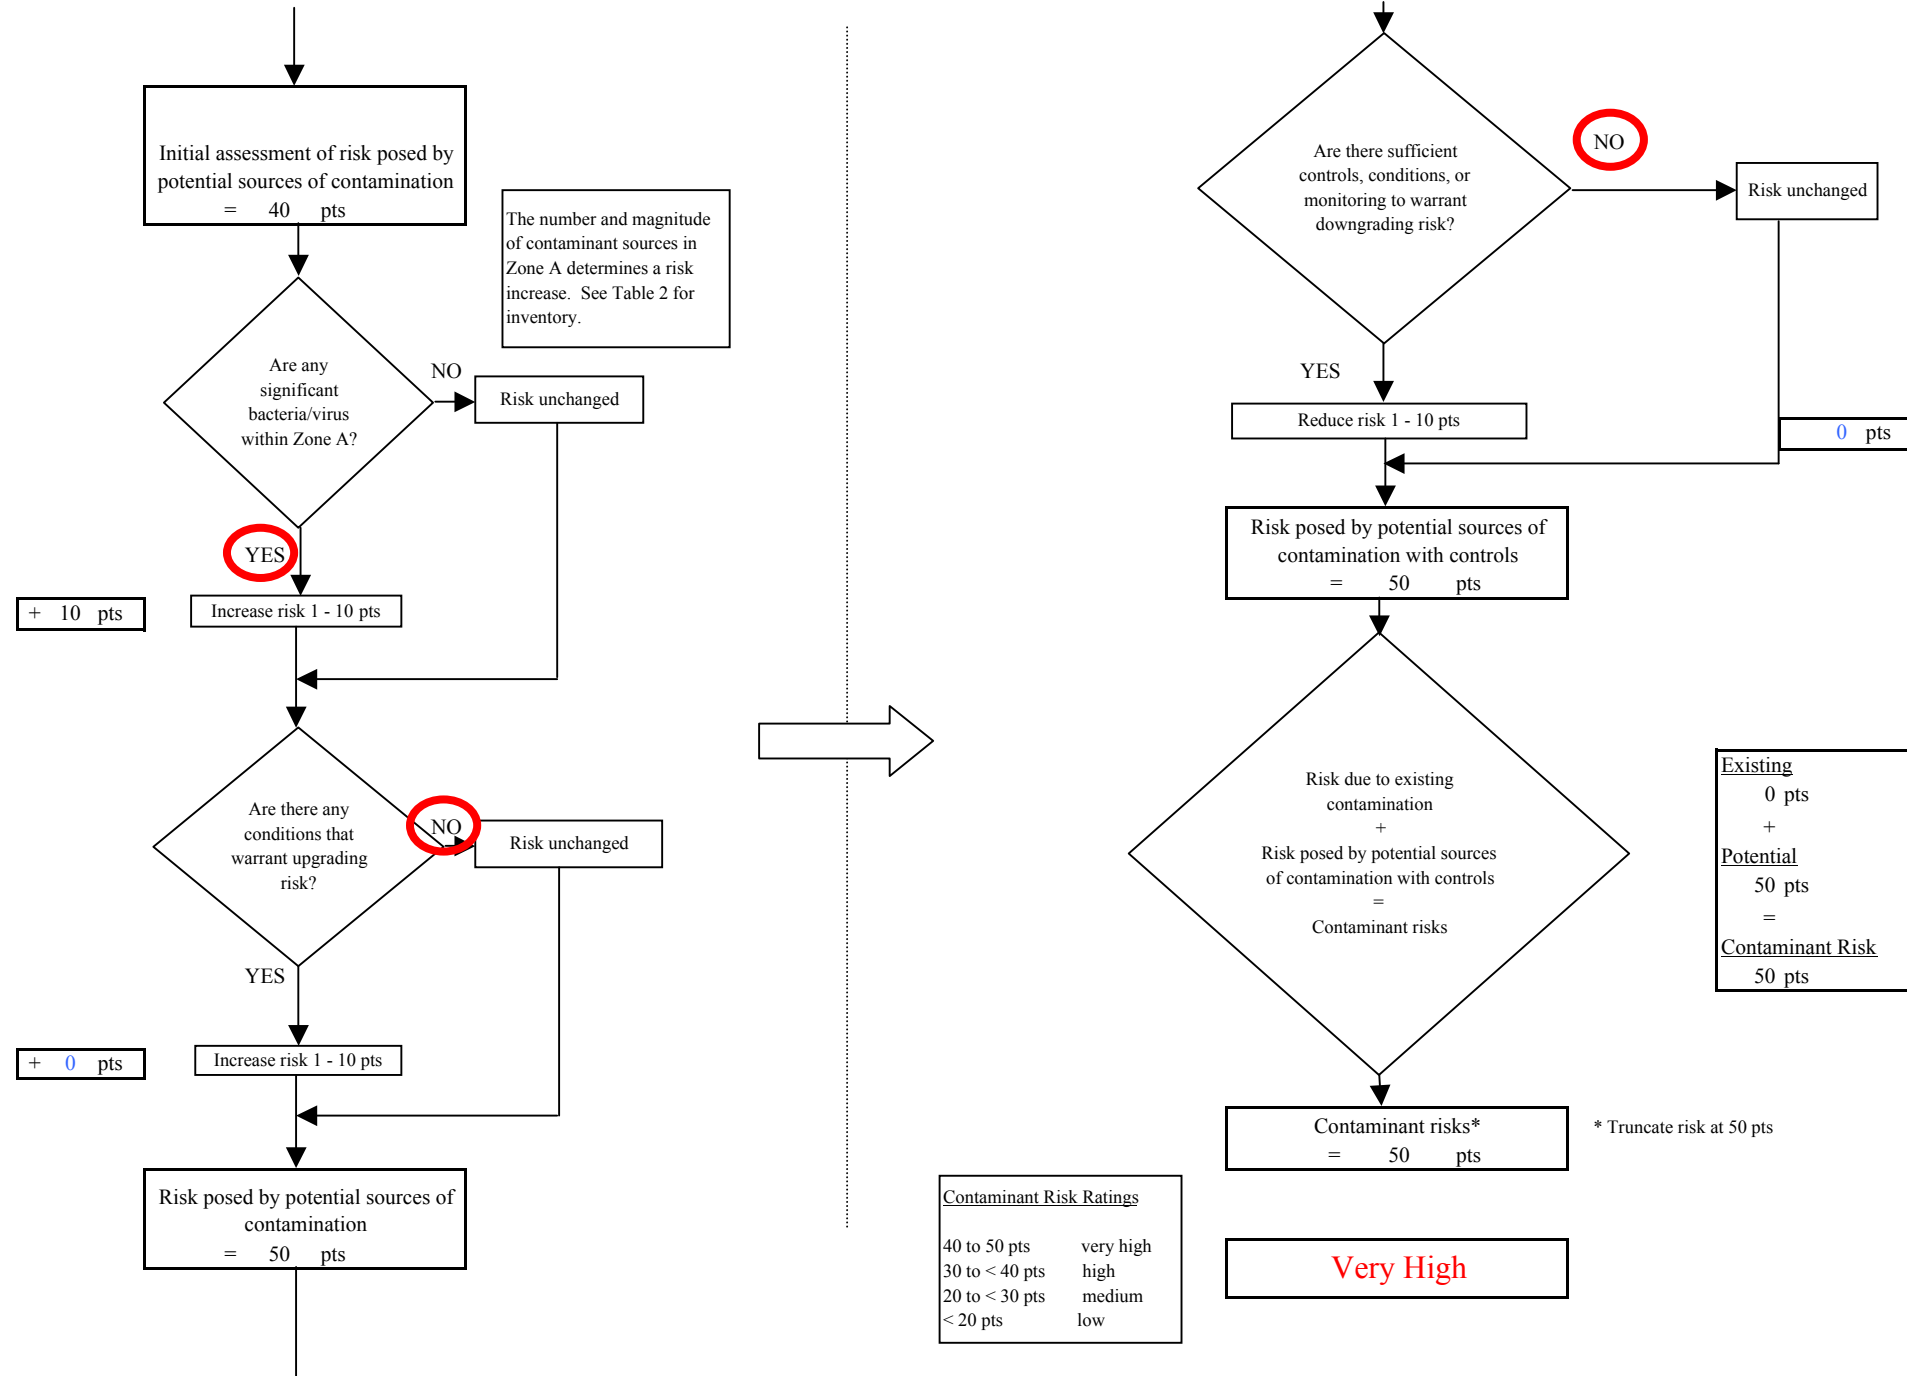 Initial assessment of risk posed by
potential sources of contamination
= 40 pts
The number and magnitude
of contaminant sources in
Zone A determines a risk
increase. See Table 2 for
inventory.
Are any
significant
bacteria/virus
within Zone A?
NO
Risk unchanged
YES
+ 10 pts
Increase risk 1 - 10 pts
Are there any
conditions that
warrant upgrading
risk?
NO
Risk unchanged
YES
+ 0 pts
Increase risk 1 - 10 pts
Risk posed by potential sources of
contamination
= 50 pts
Are there sufficient
controls, conditions, or
monitoring to warrant
downgrading risk?
NO
Risk unchanged
YES
Reduce risk 1 - 10 pts
0 pts
Risk posed by potential sources of
contamination with controls
= 50 pts
Risk due to existing
contamination
+
Risk posed by potential sources
of contamination with controls
=
Contaminant risks
Existing
0 pts
+
Potential
50 pts
=
Contaminant Risk
50 pts
Contaminant risks*
= 50 pts
* Truncate risk at 50 pts
Contaminant Risk Ratings
40 to 50 pts very high
30 to < 40 pts high
20 to < 30 pts medium
< 20 pts low
Very High